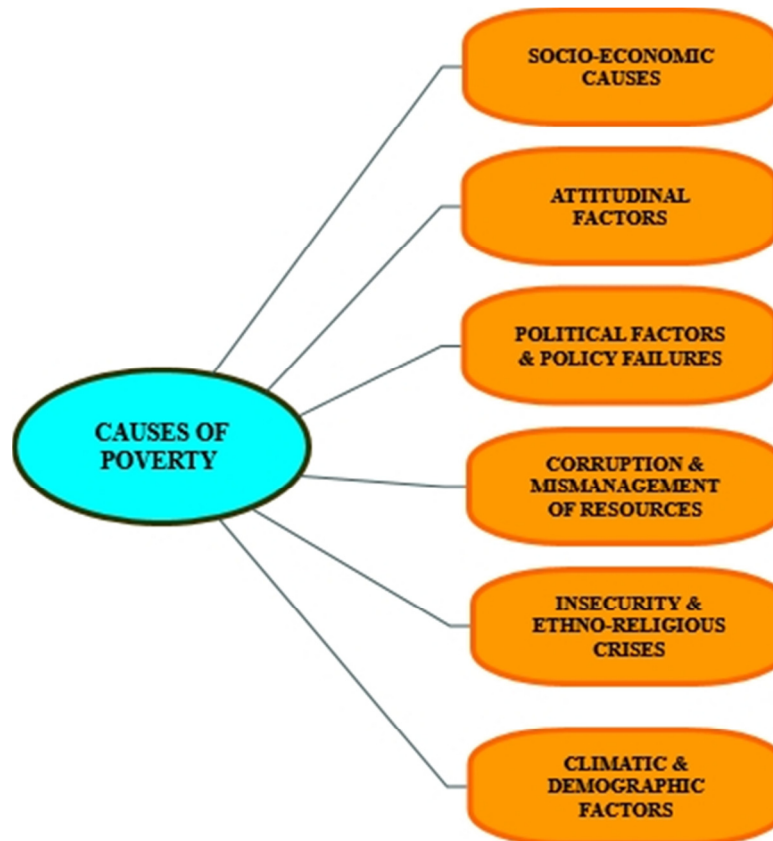 SOCIO-ECONOMIC
CAUSES
ATTITUDINAL
FACTORS
POLITICAL FACTORS
& POLICY FAILURES
CAUSES OF
POVERTY
CORRUPTION &
MISMANAGEMENT
OF RESOURCES
INSECURITY &
ETHNO-RELIGIOUS
CRISES
CLIMATIC &
DEMOGRAPHIC
FACTORS